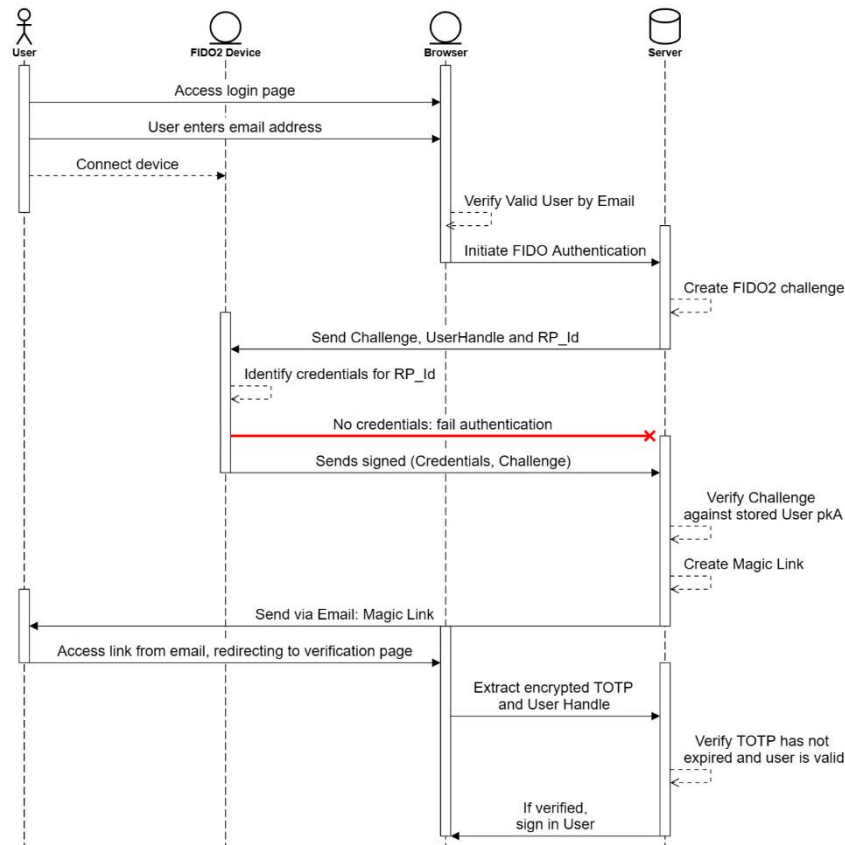 User
FIDO2 Device
Browser
Server
Access login page
User enters email address
Connect device
Verify Valid User by Email
Initiate FIDO Authentication
Create FIDO2 challenge
Send Challenge, UserHandle and RP_Id
Identify credentials for RP_Id
No credentials: fail authentication
Sends signed (Credentials, Challenge)
Verify Challenge
against stored User pkA
Create Magic Link
Send via Email: Magic Link
Access link from email, redirecting to verification page
Extract encrypted TOTP
and User Handle
Verify TOTP has not
expired and user is valid
If verified,
sign in User